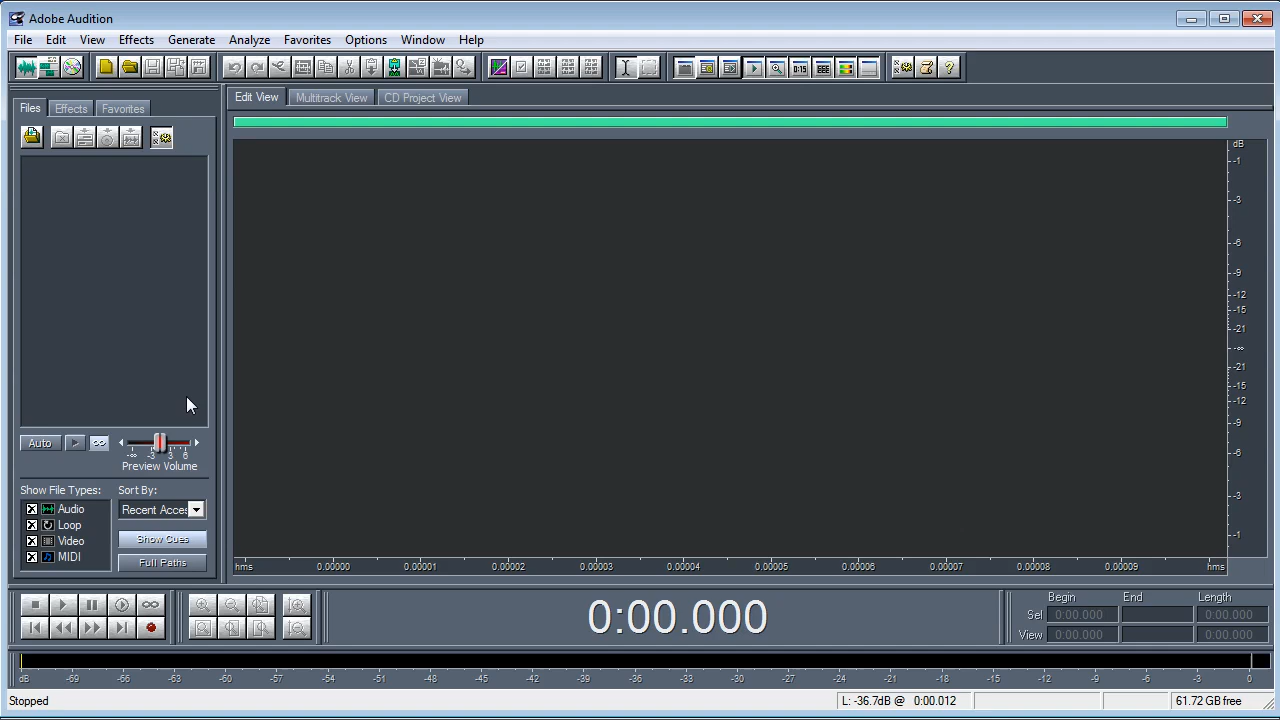 Adobe Audition
File Edit View Effects Generate Analyze Favorites Options Window Help
Files Effects Favorites
Edit View Multitrack View CD Project View
dB
-1
-3
-6
-9
-12
-15
-21
-∞
-21
-15
-12
-9
-6
-3
-1
hms 0.00000 0.00001 0.00002 0.00003 0.00004 0.00005 0.00006 0.00007 0.00008 0.00009 hms
Auto
-∞ -3 3 6
Preview Volume
Show File Types: Sort By:
Audio Recent Acces
Loop
Video Show Cues
MIDI Full Paths
0:00.000
Begin End Length
Sel 0:00.000 0:00.000
View 0:00.000 0:00.000
dB -69 -66 -63 -60 -57 -54 -51 -48 -45 -42 -39 -36 -33 -30 -27 -24 -21 -18 -15 -12 -9 -6 -3 0
Stopped L: -36.7dB @ 0:00.012 61.72 GB free